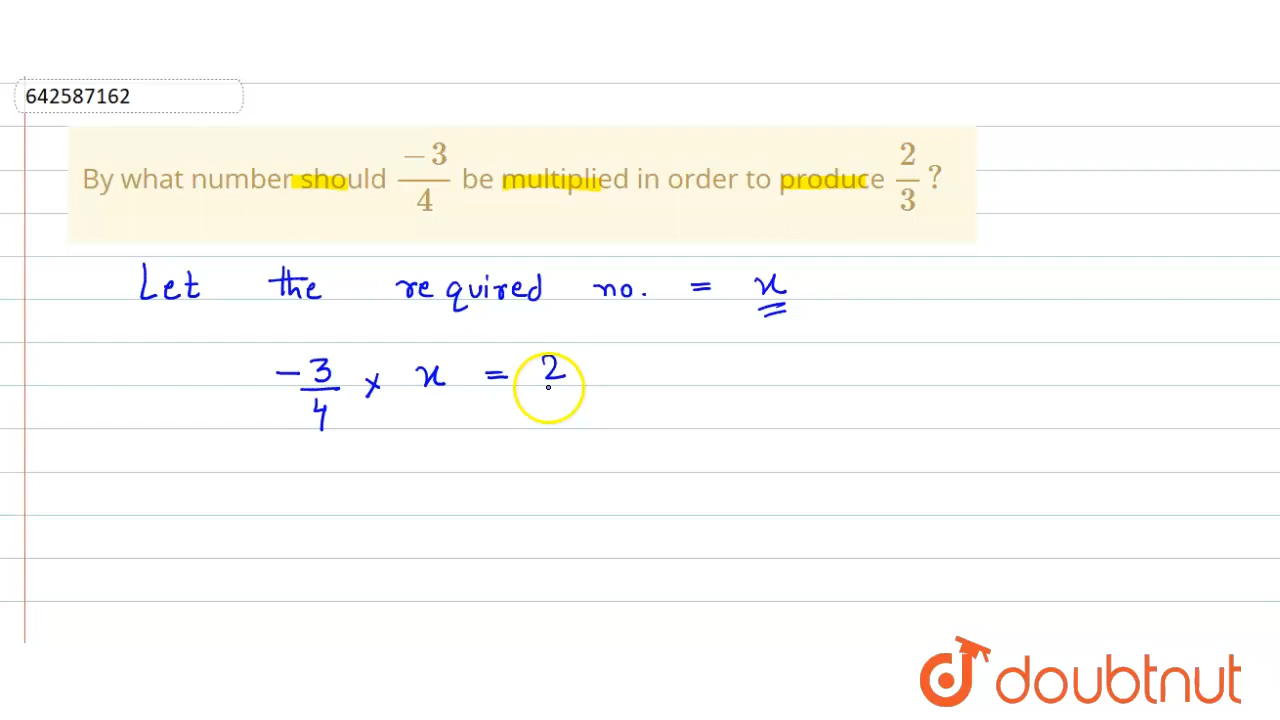 642587162
By what number should -3/4 be multiplied in order to produce 2/3 ?
Let the required no. = x
-3/4 × x = 2
doubtnut